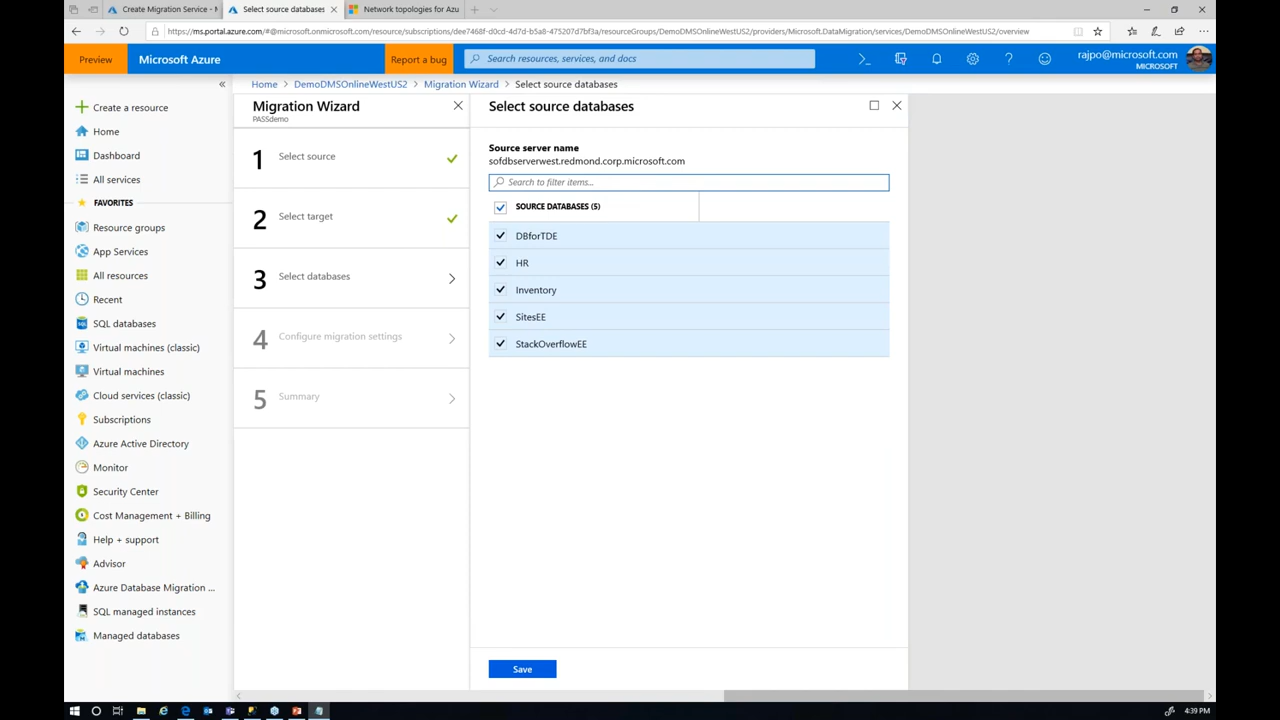 Create Migration Service - M
Select source databases
Network topologies for Azu
https://ms.portal.azure.com/#@microsoft.onmicrosoft.com/resource/subscriptions/dee7468f-d0cd-4d7d-b5a8-475207d7bf3a/resourceGroups/DemoDMSOnlineWestUS2/providers/Microsoft.DataMigration/services/DemoDMSOnlineWestUS2/overview
Preview
Microsoft Azure
Report a bug
Search resources, services, and docs
rajpo@microsoft.com
MICROSOFT
Home
DemoDMSOnlineWestUS2
Migration Wizard
Select source databases
Create a resource
Home
Dashboard
All services
FAVORITES
Resource groups
App Services
All resources
Recent
SQL databases
Virtual machines (classic)
Virtual machines
Cloud services (classic)
Subscriptions
Azure Active Directory
Monitor
Security Center
Cost Management + Billing
Help + support
Advisor
Azure Database Migration ...
SQL managed instances
Managed databases
Migration Wizard
PASSdemo
1 Select source
2 Select target
3 Select databases
4 Configure migration settings
5 Summary
Select source databases
Source server name
sofdbserverwest.redmond.corp.microsoft.com
Search to filter items...
SOURCE DATABASES (5)
DBforTDE
HR
Inventory
SitesEE
StackOverflowEE
Save
4:39 PM